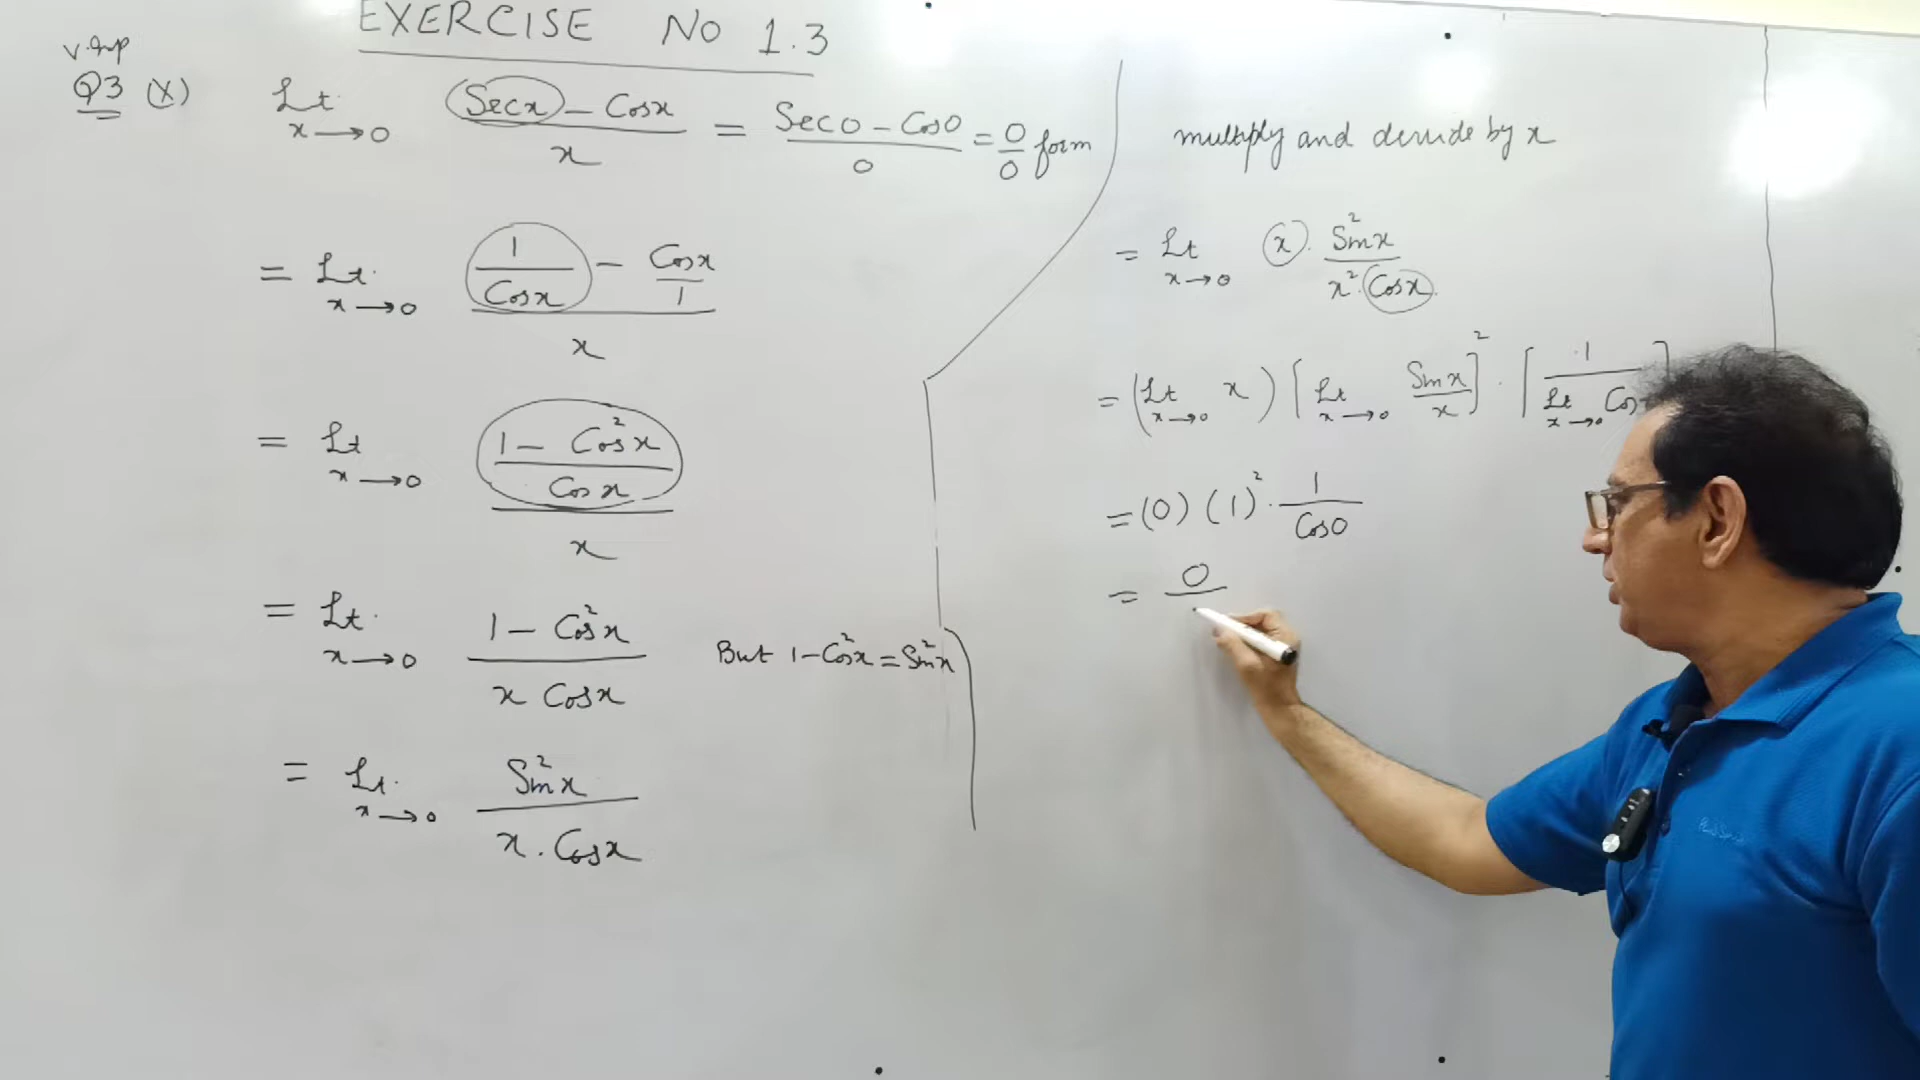 EXERCISE No 1.3
v.Imp
Q3 (x) Lt x→0 (Secx - Cosx)/x = (Sec0 - Cos0)/0 = 0/0 form
= Lt x→0 (1/Cosx - Cosx/1)/x
= Lt x→0 ((1 - Cos²x)/Cosx)/x
= Lt x→0 (1 - Cos²x)/(x Cosx) But 1 - Cos²x = Sin²x
= Lt x→0 Sin²x/(x . Cosx)
multiply and divide by x
= Lt x→0 x . Sin²x/(x² . Cosx)
= (Lt x→0 x) [Lt x→0 Sinx/x]² . [1/(Lt x→0 Cos
= (0) (1)² . 1/Cos0
= 0/